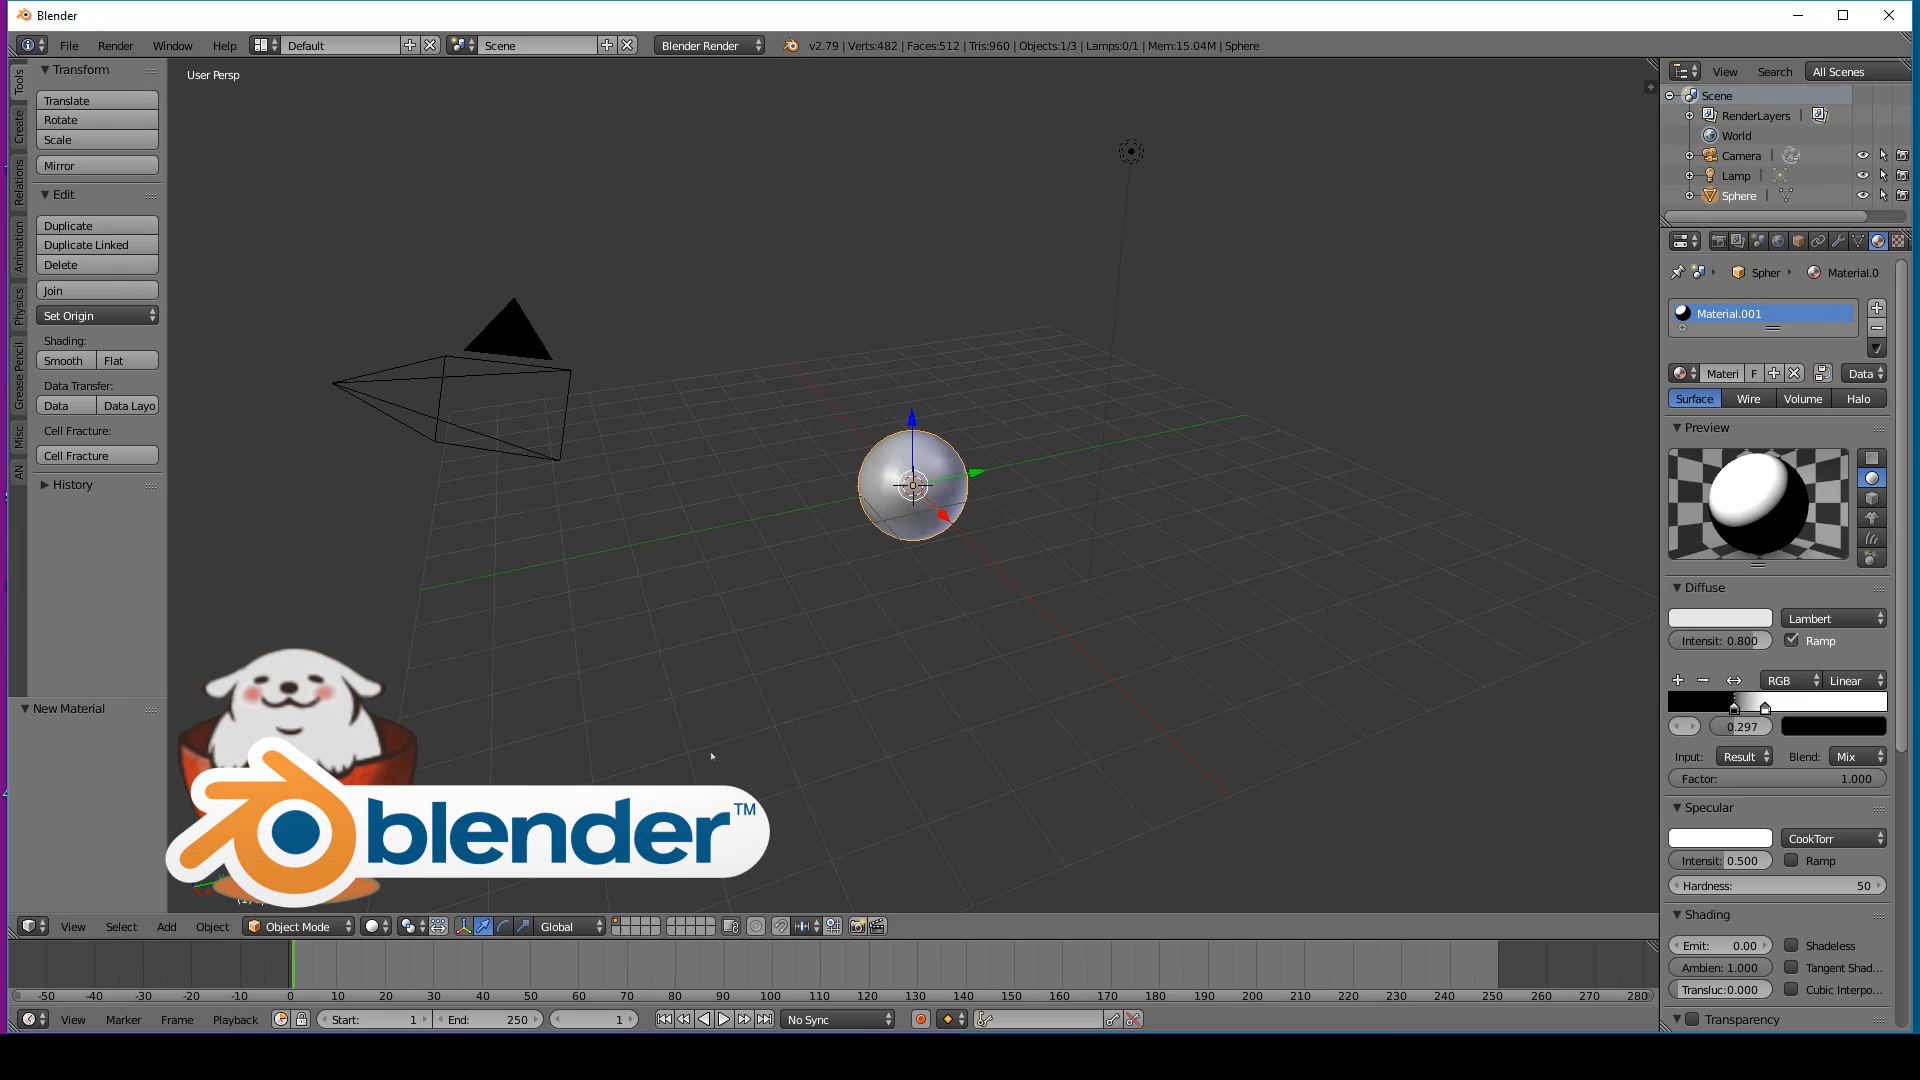 Blender
File Render Window Help Default Scene Blender Render v2.79 | Verts:482 | Faces:512 | Tris:960 | Objects:1/3 | Lamps:0/1 | Mem:15.04M | Sphere
Tools
Create
Relations
Animation
Physics
Grease Pencil
Misc
AN
Transform
Translate
Rotate
Scale
Mirror
Edit
Duplicate
Duplicate Linked
Delete
Join
Set Origin
Shading:
Smooth Flat
Data Transfer:
Data Data Layo
Cell Fracture:
Cell Fracture
History
New Material
User Persp
blender™
View Search All Scenes
Scene
RenderLayers |
World
Camera |
Lamp |
Sphere |
Spher Material.0
Material.001
Materi F Data
Surface Wire Volume Halo
Preview
Diffuse
Lambert
Intensit: 0.800 Ramp
RGB Linear
0.297
Input: Result Blend: Mix
Factor: 1.000
Specular
CookTorr
Intensit: 0.500 Ramp
Hardness: 50
Shading
Emit: 0.00 Shadeless
Ambien: 1.000 Tangent Shad...
Transluc:0.000 Cubic Interpo...
Transparency
View Select Add Object Object Mode Global
-50 -40 -30 -20 -10 0 10 20 30 40 50 60 70 80 90 100 110 120 130 140 150 160 170 180 190 200 210 220 230 240 250 260 270 280
View Marker Frame Playback Start: 1 End: 250 1 No Sync